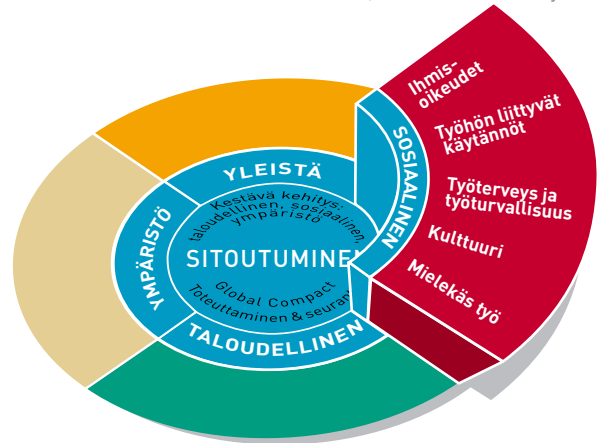 Ihmis-
oikeudet
Työhön liittyvät
käytännöt
Työterveys ja
työturvallisuus
Kulttuuri
Mielekäs työ
SOSIAALINEN
YLEISTÄ
Kestävä kehitys:
taloudellinen, sosiaalinen,
ympäristö
YMPÄRISTÖ
SITOUTUMINEN
Global Compact
Toteuttaminen & seuranta
TALOUDELLINEN